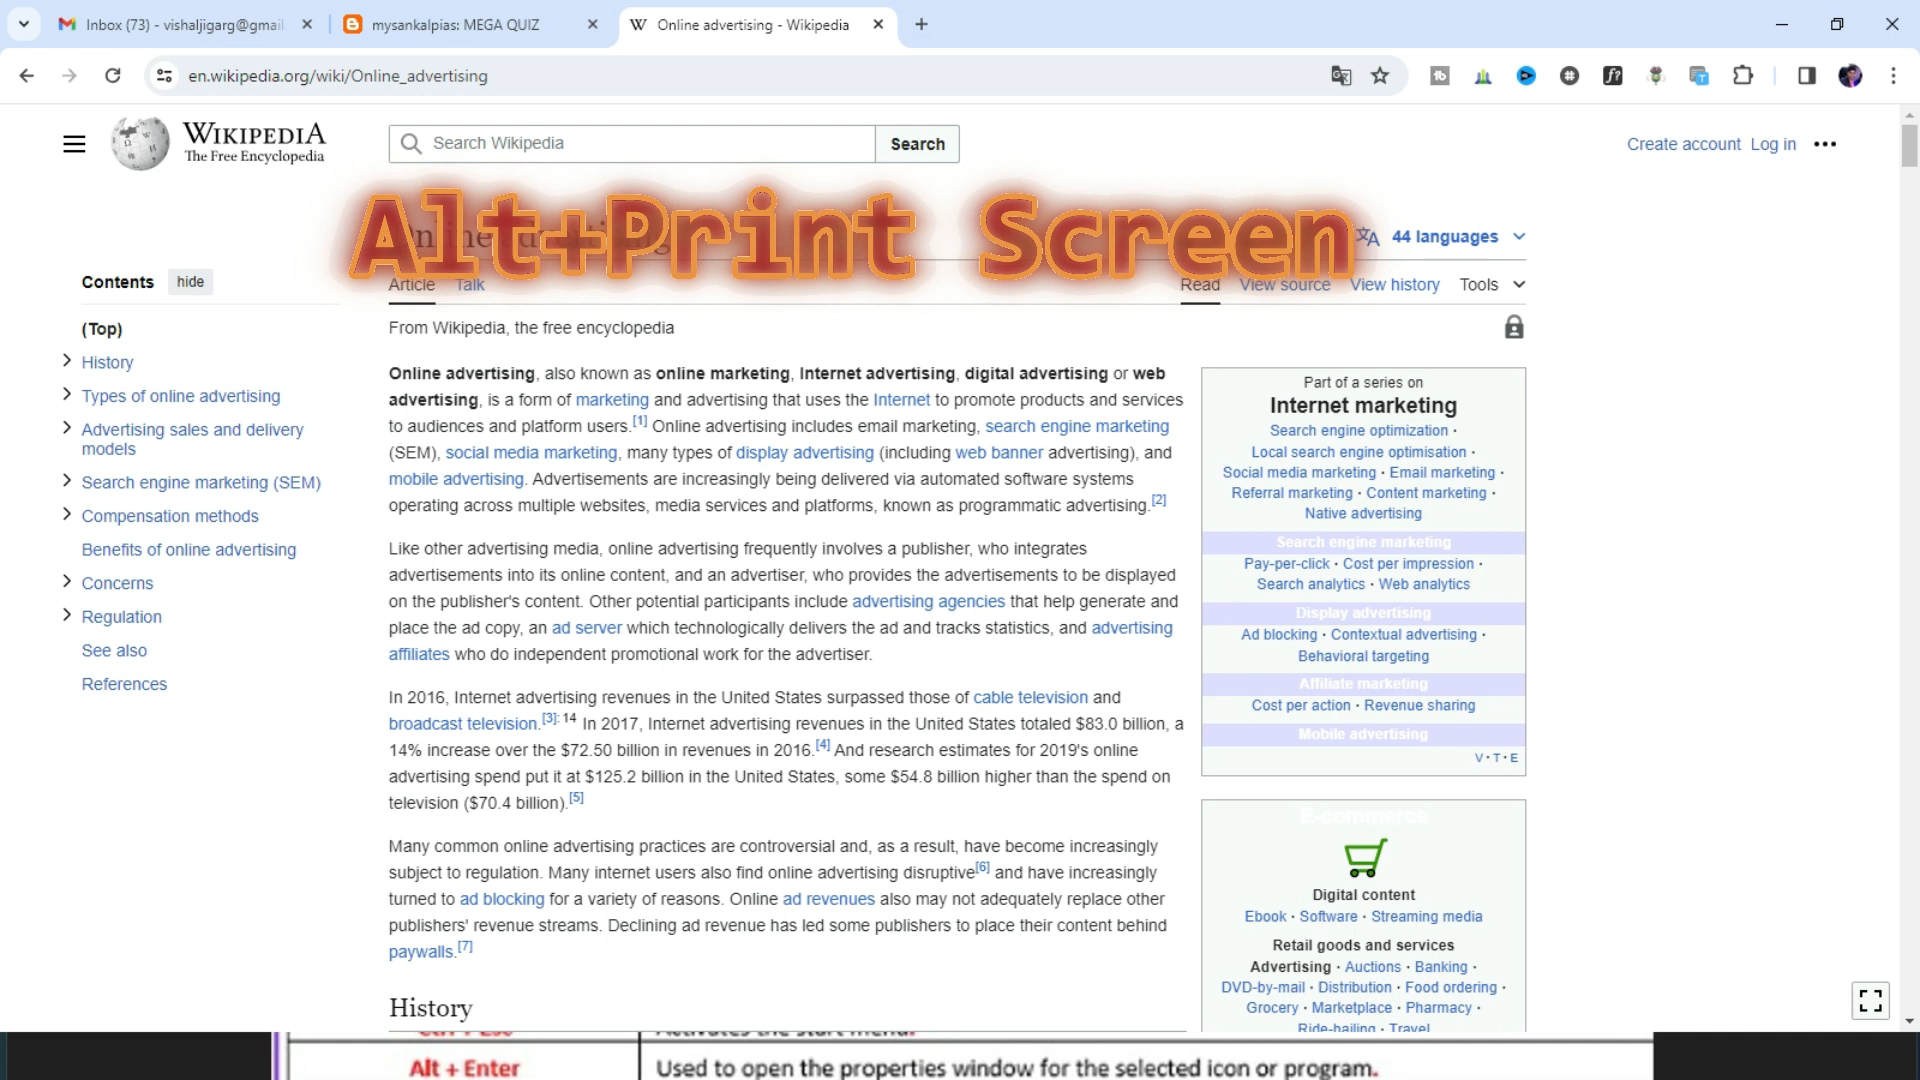 Inbox (73) - vishaljigarg@gmai
mysankalpias: MEGA QUIZ
Online advertising - Wikipedia
en.wikipedia.org/wiki/Online_advertising
WIKIPEDIA
The Free Encyclopedia
Search Wikipedia
Search
Create account Log in
Alt+Print Screen
Online advertising
44 languages
Contents hide
Article Talk
Read View source View history Tools
(Top)
History
Types of online advertising
Advertising sales and delivery
models
Search engine marketing (SEM)
Compensation methods
Benefits of online advertising
Concerns
Regulation
See also
References
From Wikipedia, the free encyclopedia
Online advertising, also known as online marketing, Internet advertising, digital advertising or web
advertising, is a form of marketing and advertising that uses the Internet to promote products and services
to audiences and platform users.[1] Online advertising includes email marketing, search engine marketing
(SEM), social media marketing, many types of display advertising (including web banner advertising), and
mobile advertising. Advertisements are increasingly being delivered via automated software systems
operating across multiple websites, media services and platforms, known as programmatic advertising.[2]
Like other advertising media, online advertising frequently involves a publisher, who integrates
advertisements into its online content, and an advertiser, who provides the advertisements to be displayed
on the publisher's content. Other potential participants include advertising agencies that help generate and
place the ad copy, an ad server which technologically delivers the ad and tracks statistics, and advertising
affiliates who do independent promotional work for the advertiser.
In 2016, Internet advertising revenues in the United States surpassed those of cable television and
broadcast television.[3]: 14 In 2017, Internet advertising revenues in the United States totaled $83.0 billion, a
14% increase over the $72.50 billion in revenues in 2016.[4] And research estimates for 2019's online
advertising spend put it at $125.2 billion in the United States, some $54.8 billion higher than the spend on
television ($70.4 billion).[5]
Many common online advertising practices are controversial and, as a result, have become increasingly
subject to regulation. Many internet users also find online advertising disruptive[6] and have increasingly
turned to ad blocking for a variety of reasons. Online ad revenues also may not adequately replace other
publishers' revenue streams. Declining ad revenue has led some publishers to place their content behind
paywalls.[7]
History
Part of a series on
Internet marketing
Search engine optimization ·
Local search engine optimisation ·
Social media marketing · Email marketing ·
Referral marketing · Content marketing ·
Native advertising
Search engine marketing
Pay-per-click · Cost per impression ·
Search analytics · Web analytics
Display advertising
Ad blocking · Contextual advertising ·
Behavioral targeting
Affiliate marketing
Cost per action · Revenue sharing
Mobile advertising
V · T · E
E-commerce
Digital content
Ebook · Software · Streaming media
Retail goods and services
Advertising · Auctions · Banking ·
DVD-by-mail · Distribution · Food ordering ·
Grocery · Marketplace · Pharmacy ·
Ride-hailing · Travel
Ctrl + Esc Activates the start menu.
Alt + Enter Used to open the properties window for the selected icon or program.